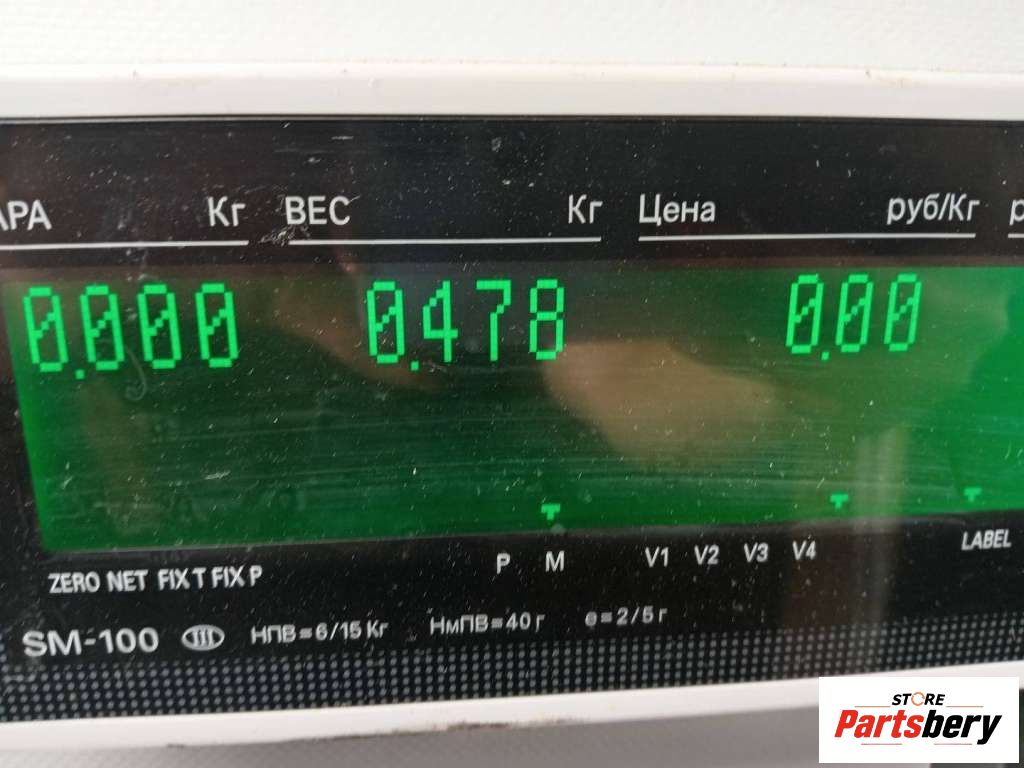 АРА Кг ВЕС Кг Цена руб/Кг р
0.000 0.478 0.00
P M V1 V2 V3 V4 LABEL
ZERO NET FIX T FIX P
SM-100 III НПВ=6/15 Кг НмПВ=40 г e=2/5 г
STORE
Partsbery